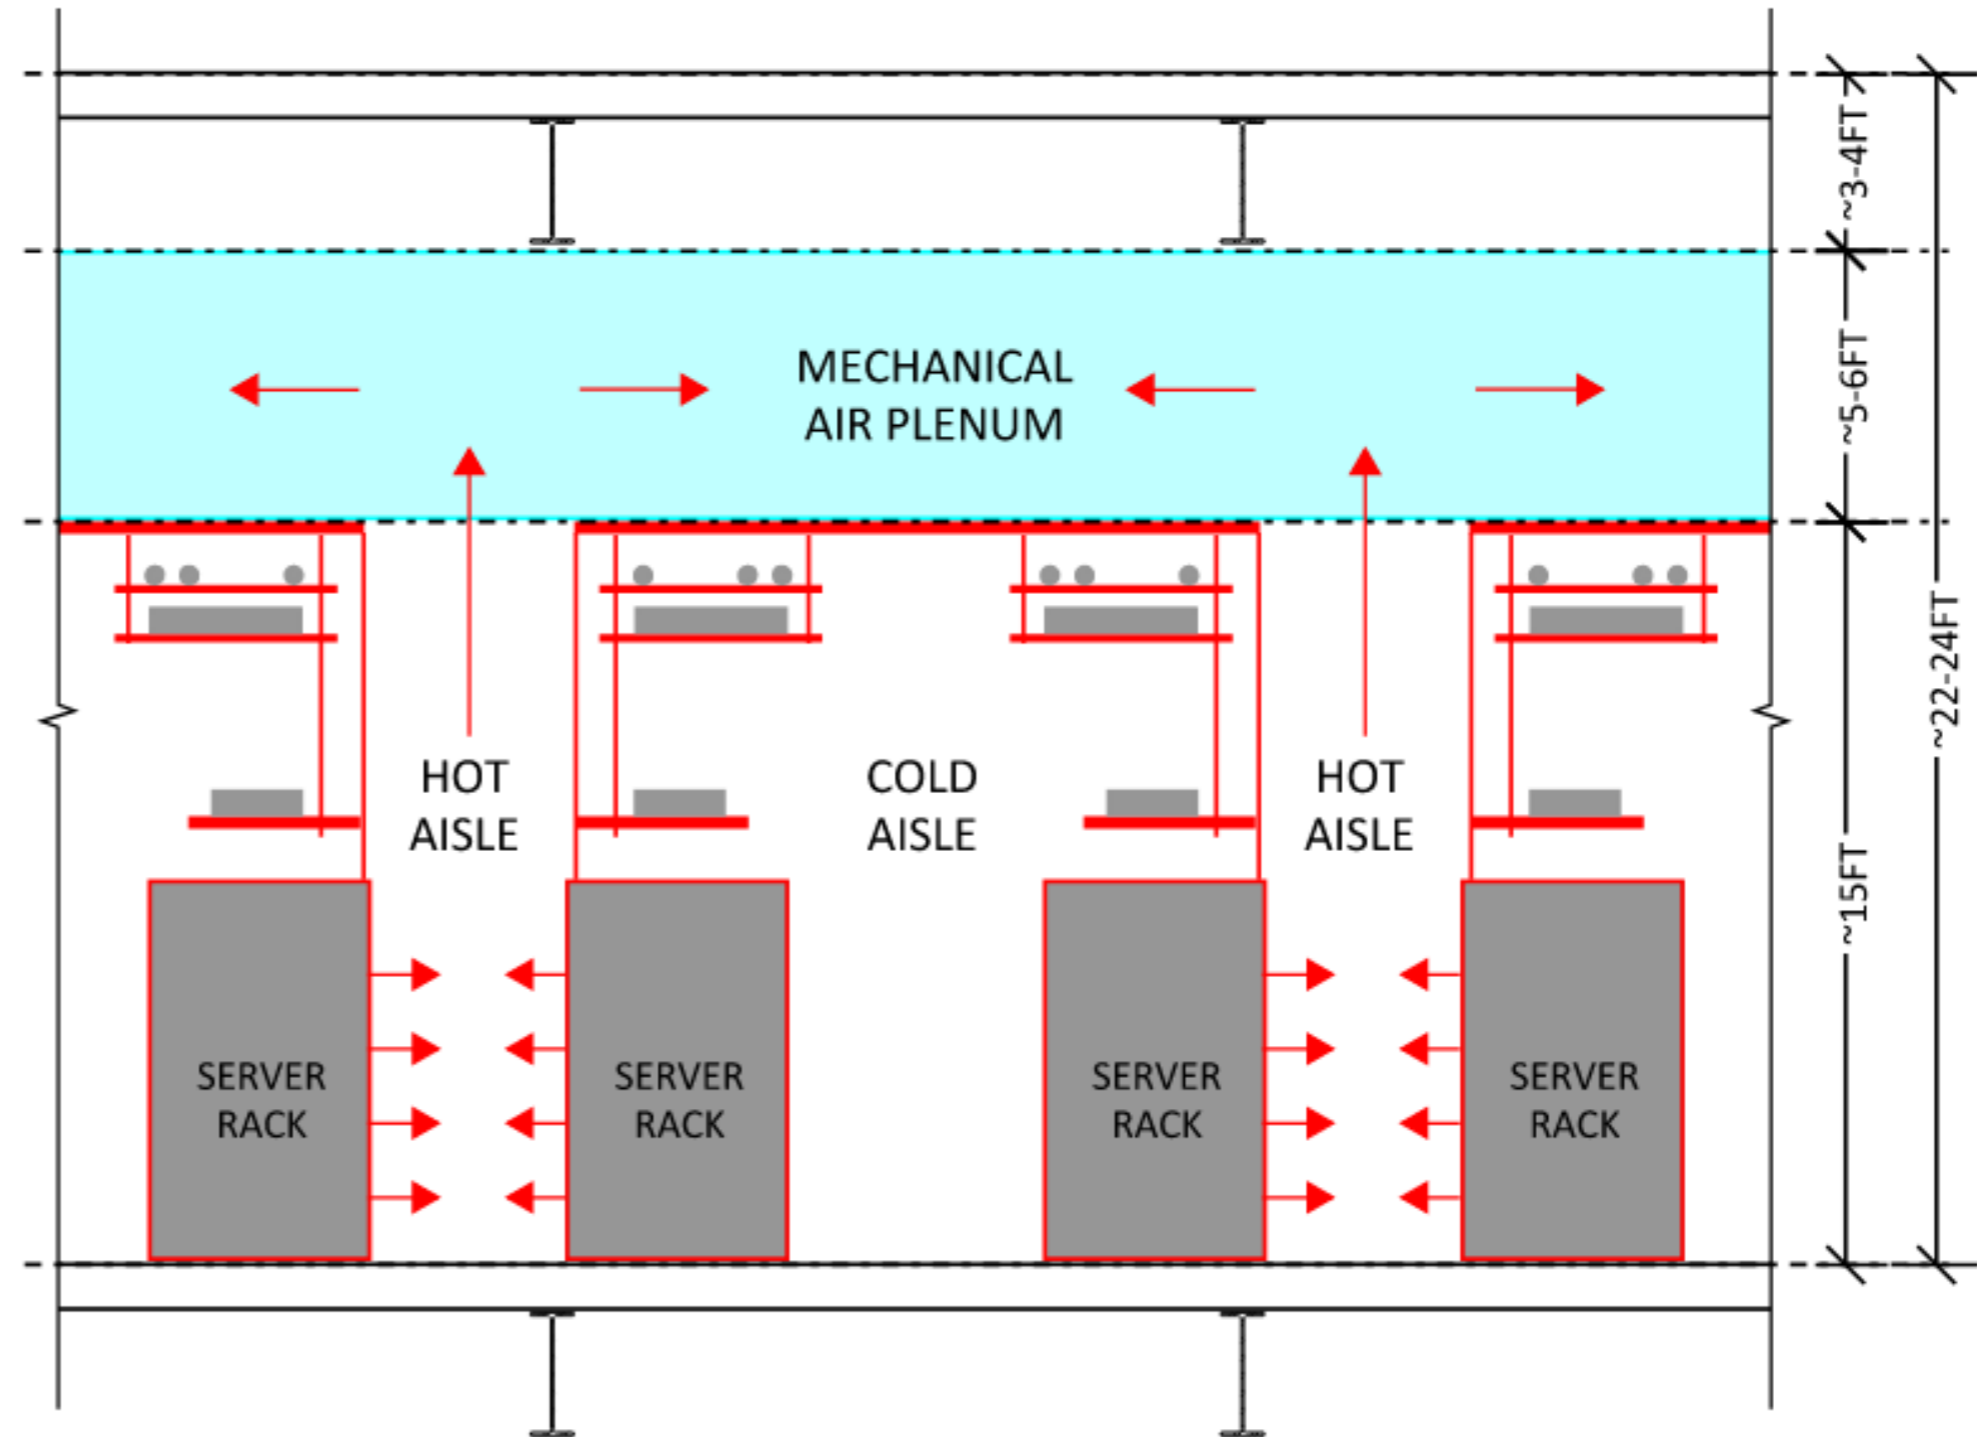 ~3-4FT
MECHANICAL
AIR PLENUM
~5-6FT
~22-24FT
HOT
AISLE
COLD
AISLE
HOT
AISLE
~15FT
SERVER
RACK
SERVER
RACK
SERVER
RACK
SERVER
RACK